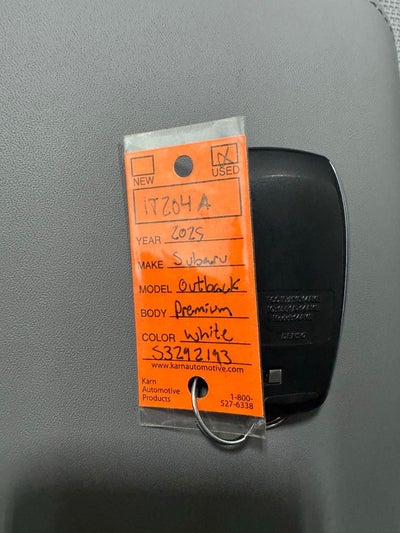 NEW USED
1T204A
YEAR 2025
MAKE Subaru
MODEL Outback
BODY Premium
COLOR white
S3292193
www.karnautomotive.com
Karn
Automotive
Products
1-800-
527-6338